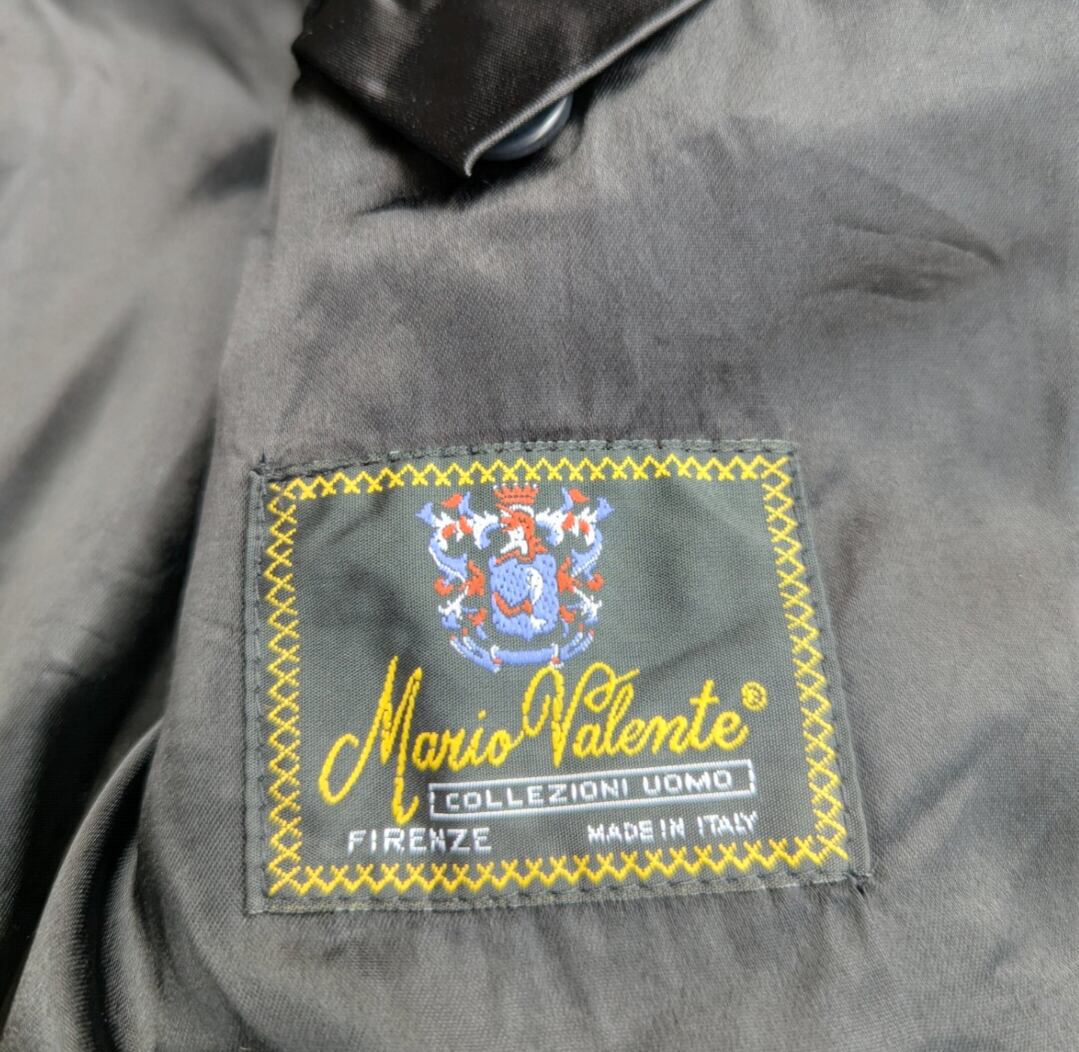 Mario Valente®
COLLEZIONI UOMO
FIRENZE MADE IN ITALY